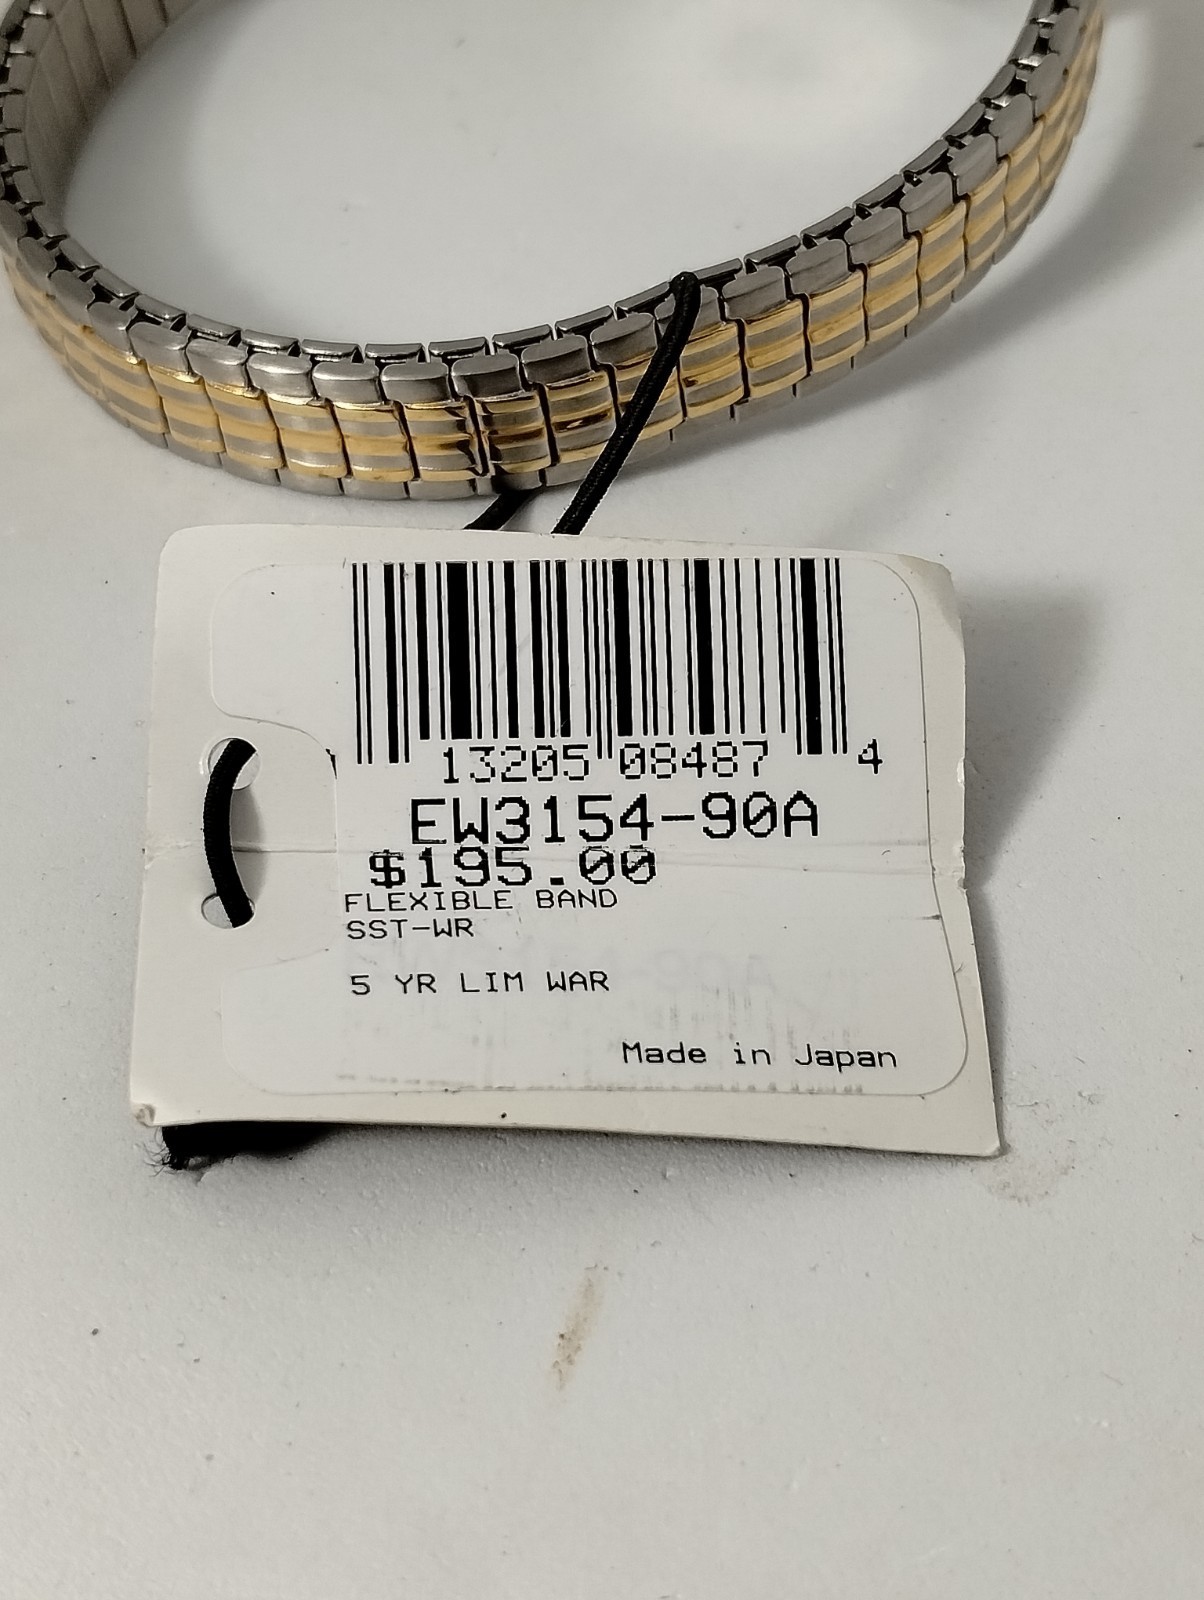 13205 08487 4
EW3154-90A
$195.00
FLEXIBLE BAND
SST-WR
5 YR LIM WAR
Made in Japan